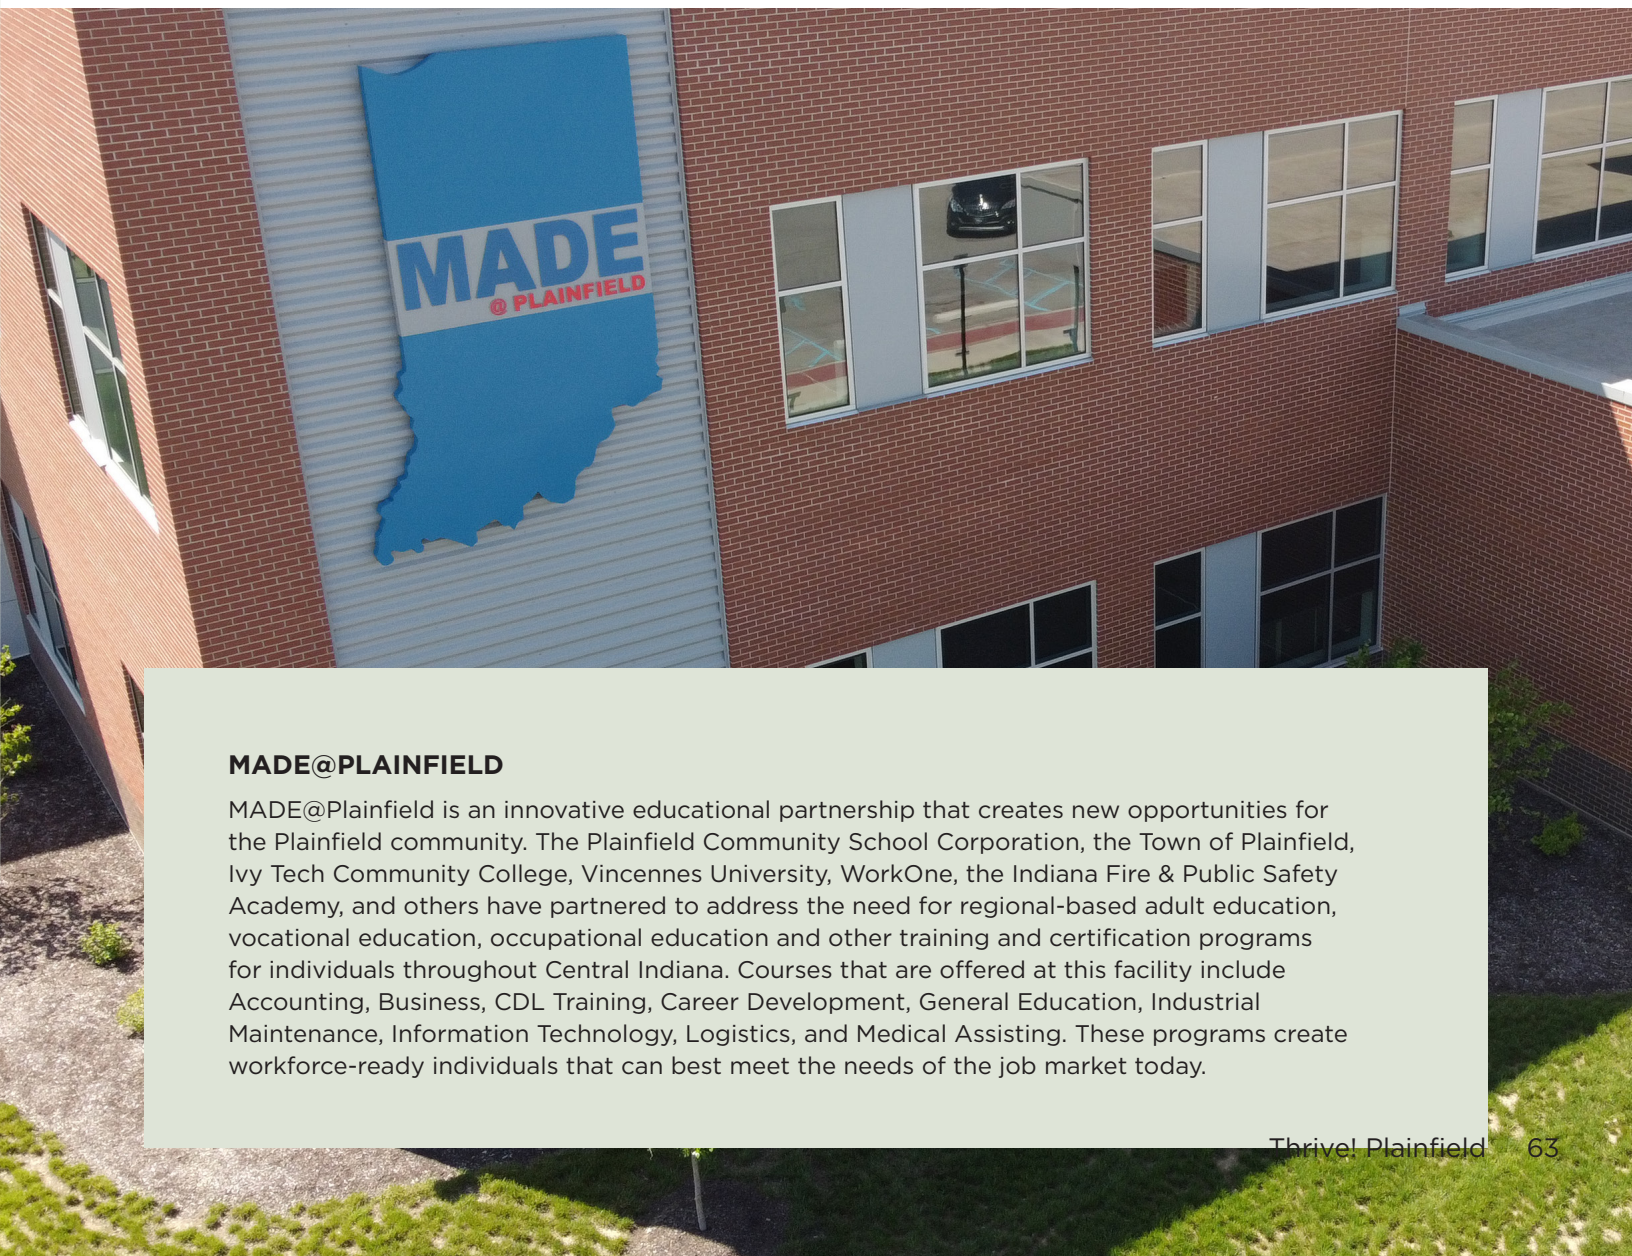 MADE
@ PLAINFIELD
MADE@PLAINFIELD
MADE@Plainfield is an innovative educational partnership that creates new opportunities for
the Plainfield community. The Plainfield Community School Corporation, the Town of Plainfield,
Ivy Tech Community College, Vincennes University, WorkOne, the Indiana Fire & Public Safety
Academy, and others have partnered to address the need for regional-based adult education,
vocational education, occupational education and other training and certification programs
for individuals throughout Central Indiana. Courses that are offered at this facility include
Accounting, Business, CDL Training, Career Development, General Education, Industrial
Maintenance, Information Technology, Logistics, and Medical Assisting. These programs create
workforce-ready individuals that can best meet the needs of the job market today.
Thrive! Plainfield 63